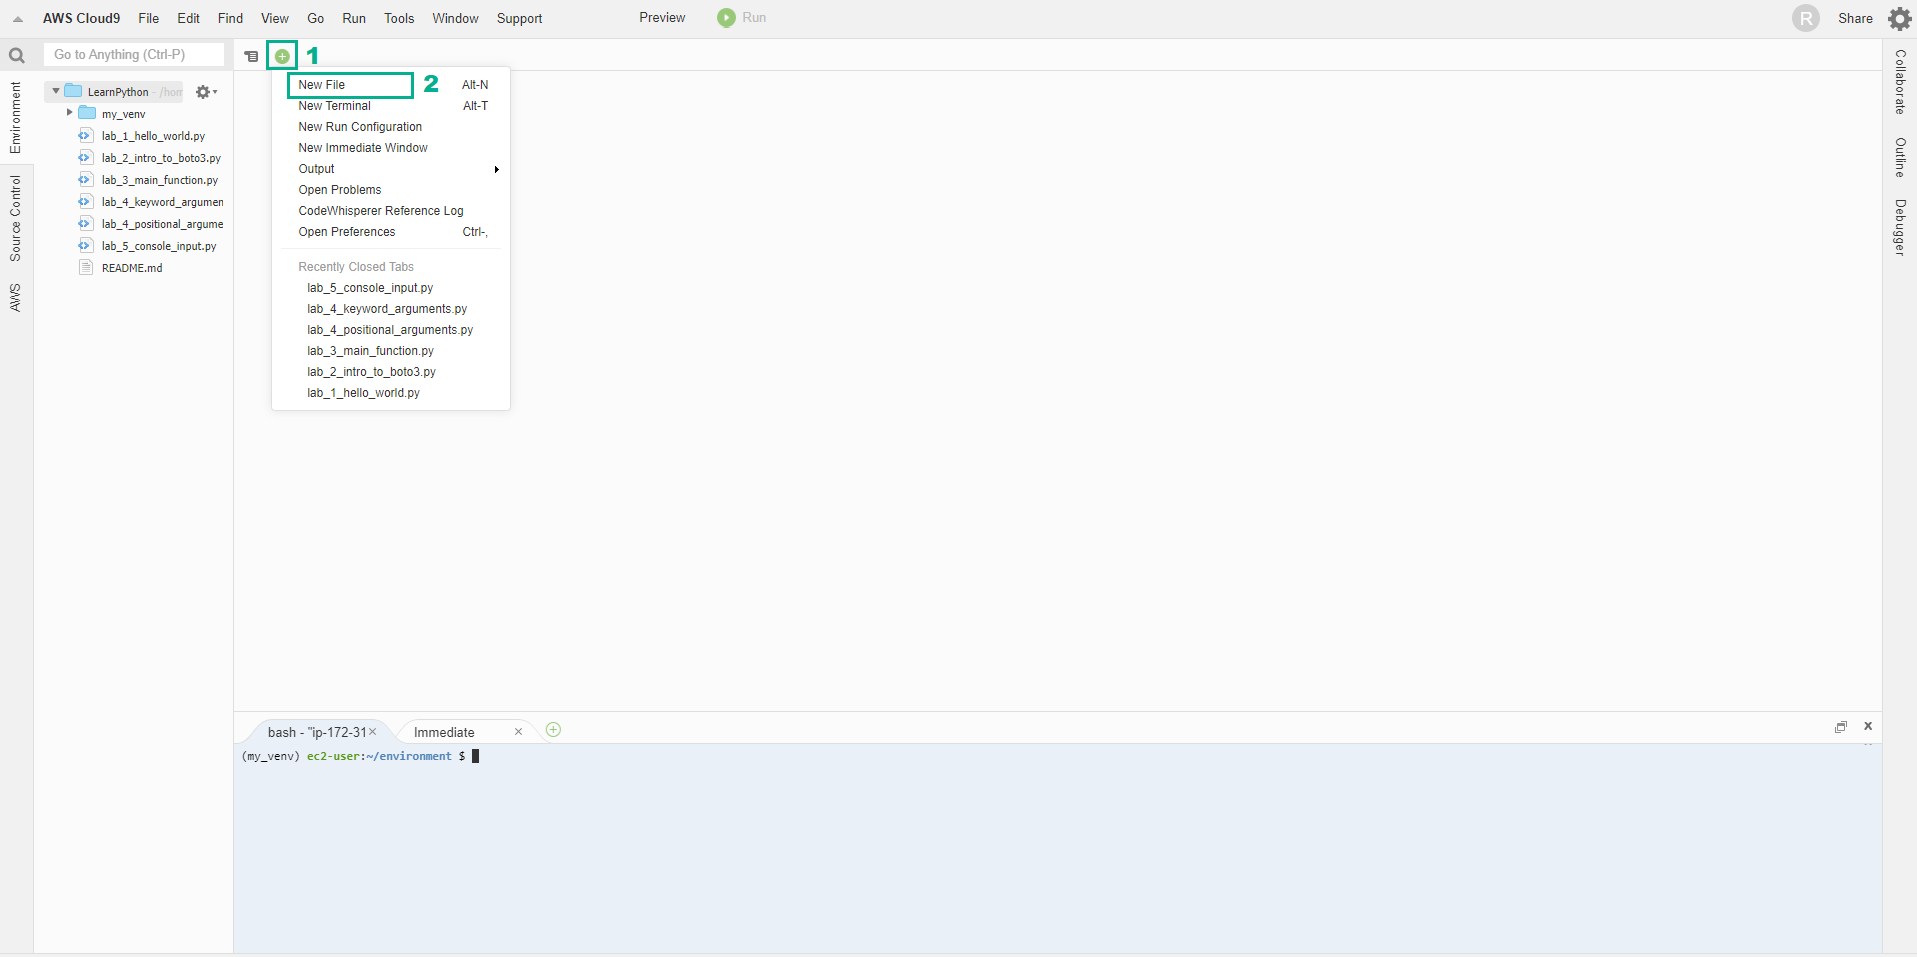 AWS Cloud9 File Edit Find View Go Run Tools Window Support Preview Run R Share
Go to Anything (Ctrl-P)
1
New File Alt-N
2
New Terminal Alt-T
New Run Configuration
New Immediate Window
Output
Open Problems
CodeWhisperer Reference Log
Open Preferences Ctrl-,
Recently Closed Tabs
lab_5_console_input.py
lab_4_keyword_arguments.py
lab_4_positional_arguments.py
lab_3_main_function.py
lab_2_intro_to_boto3.py
lab_1_hello_world.py
Environment
Source Control
AWS
LearnPython - /hom
my_venv
lab_1_hello_world.py
lab_2_intro_to_boto3.py
lab_3_main_function.py
lab_4_keyword_argumen
lab_4_positional_argume
lab_5_console_input.py
README.md
Collaborate
Outline
Debugger
bash - "ip-172-31 Immediate
(my_venv) ec2-user:~/environment $